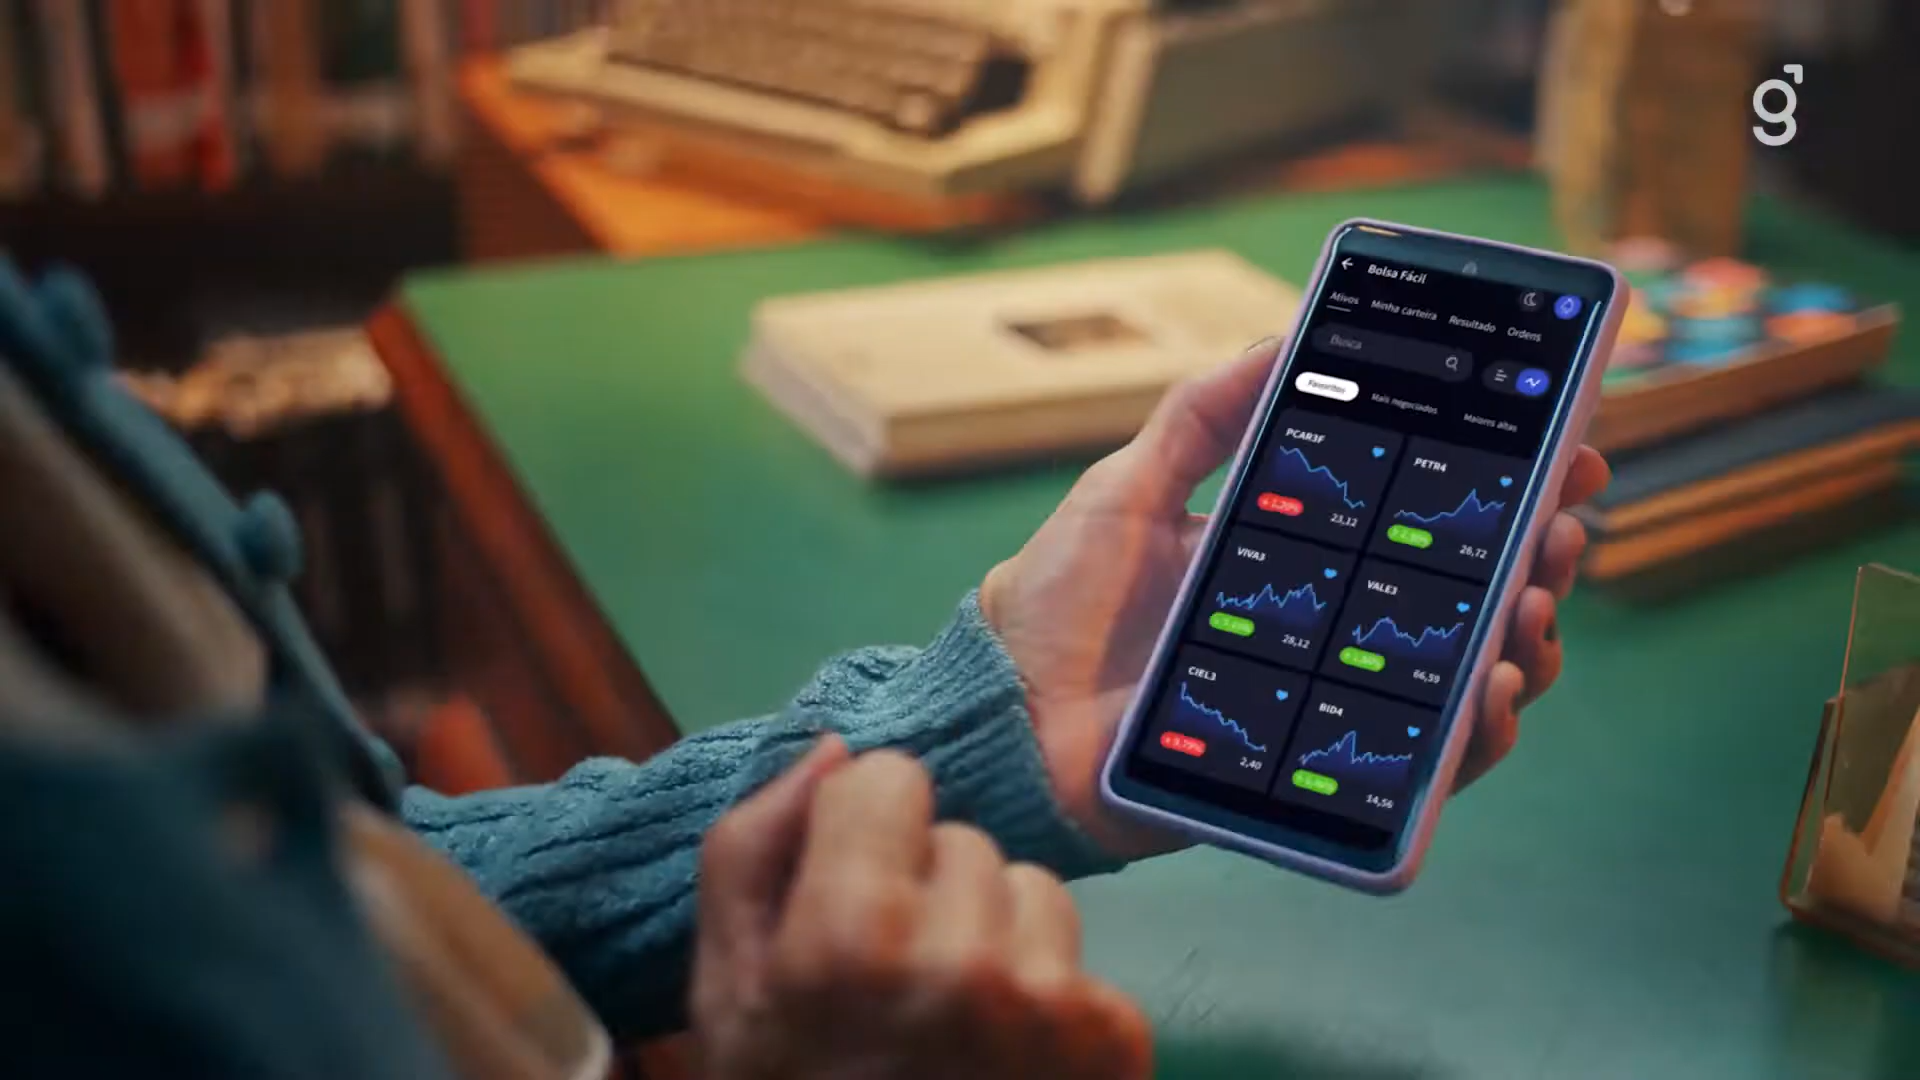 g
Bolsa Fácil
Ativos Minha carteira Resultado Ordens
Busca
Favoritos Mais negociados Maiores altas
PCAR3F PETR4
23,12 26,72
VIVA3 VALE3
28,12 66,59
CIEL3 BID4
2,40 14,56